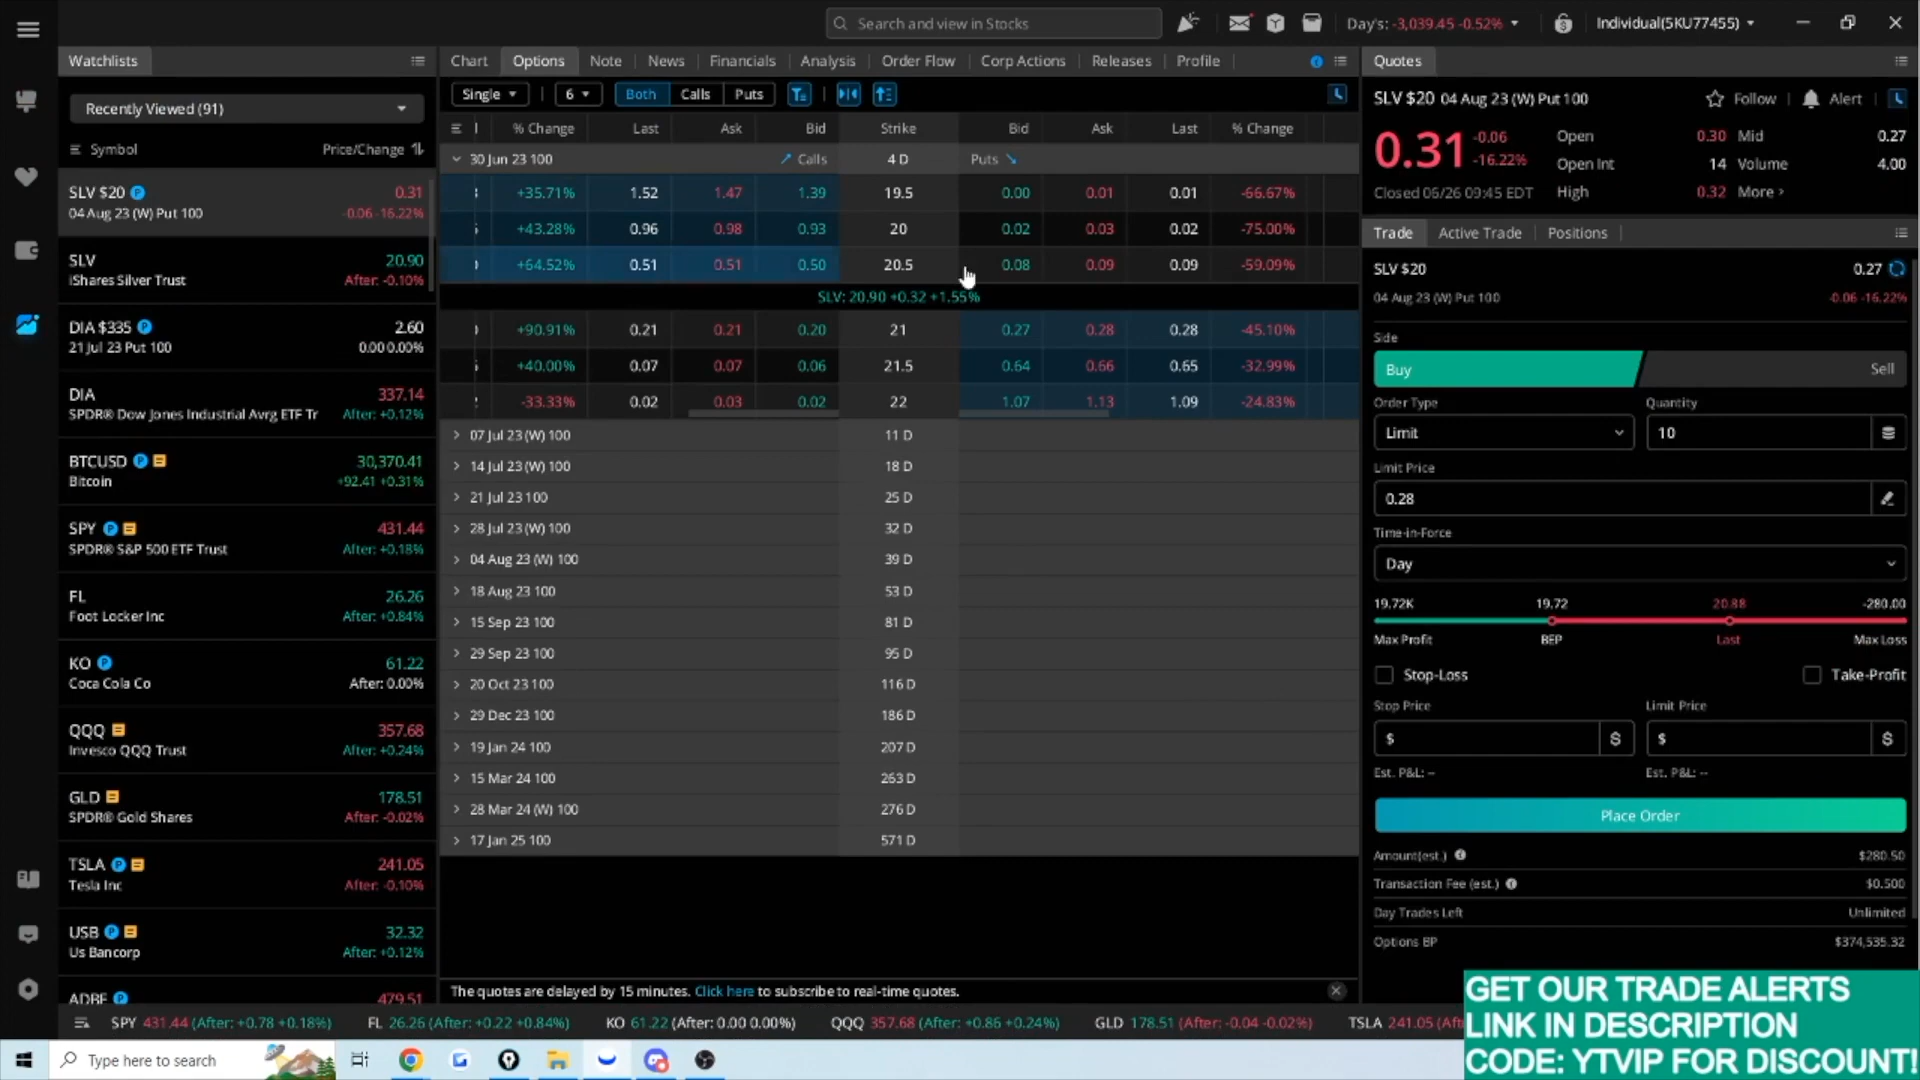 Search and view in Stocks
Day's: -3,039.45 -0.52%
Individual(5KU77455)
Watchlists
Recently Viewed (91)
Symbol Price/Change
SLV $20 0.31
04 Aug 23 (W) Put 100 -0.06 -16.22%
SLV 20.90
iShares Silver Trust After: -0.10%
DIA $335 2.60
21 Jul 23 Put 100 0.00 0.00%
DIA 337.14
SPDR® Dow Jones Industrial Avrg ETF Tr After: +0.12%
BTCUSD 30,370.41
Bitcoin +92.41 +0.31%
SPY 431.44
SPDR® S&P 500 ETF Trust After: +0.18%
FL 26.26
Foot Locker Inc After: +0.84%
KO 61.22
Coca Cola Co After: 0.00%
QQQ 357.68
Invesco QQQ Trust After: +0.24%
GLD 178.51
SPDR® Gold Shares After: -0.02%
TSLA 241.05
Tesla Inc After: -0.10%
USB 32.32
Us Bancorp After: +0.12%
ADBE 479.51
Chart Options Note News Financials Analysis Order Flow Corp Actions Releases Profile
Single 6 Both Calls Puts
% Change Last Ask Bid Strike Bid Ask Last % Change
30 Jun 23 100 Calls 4 D Puts
+35.71% 1.52 1.47 1.39 19.5 0.00 0.01 0.01 -66.67%
+43.28% 0.96 0.98 0.93 20 0.02 0.03 0.02 -75.00%
+64.52% 0.51 0.51 0.50 20.5 0.08 0.09 0.09 -59.09%
SLV: 20.90 +0.32 +1.55%
+90.91% 0.21 0.21 0.20 21 0.27 0.28 0.28 -45.10%
+40.00% 0.07 0.07 0.06 21.5 0.64 0.66 0.65 -32.99%
-33.33% 0.02 0.03 0.02 22 1.07 1.13 1.09 -24.83%
07 Jul 23 (W) 100 11 D
14 Jul 23 (W) 100 18 D
21 Jul 23 100 25 D
28 Jul 23 (W) 100 32 D
04 Aug 23 (W) 100 39 D
18 Aug 23 100 53 D
15 Sep 23 100 81 D
29 Sep 23 100 95 D
20 Oct 23 100 116 D
29 Dec 23 100 186 D
19 Jan 24 100 207 D
15 Mar 24 100 263 D
28 Mar 24 (W) 100 276 D
17 Jan 25 100 571 D
The quotes are delayed by 15 minutes. Click here to subscribe to real-time quotes.
Quotes
SLV $20 04 Aug 23 (W) Put 100 Follow Alert
0.31 -0.06 -16.22%
Open 0.30 Mid 0.27
Open Int 14 Volume 4.00
Closed 06/26 09:45 EDT High 0.32 More >
Trade Active Trade Positions
SLV $20 0.27
04 Aug 23 (W) Put 100 -0.06 -16.22%
Side
Buy Sell
Order Type Quantity
Limit 10
Limit Price
0.28
Time-in-Force
Day
19.72K 19.72 20.88 -280.00
Max Profit BEP Last Max Loss
Stop-Loss Take-Profit
Stop Price Limit Price
$ $ $ $
Est. P&L: -- Est. P&L: --
Place Order
Amount(est.) $280.50
Transaction Fee (est.) $0.500
Day Trades Left Unlimited
Options BP $374,535.32
SPY 431.44 (After: +0.78 +0.18%) FL 26.26 (After: +0.22 +0.84%) KO 61.22 (After: 0.00 0.00%) QQQ 357.68 (After: +0.86 +0.24%) GLD 178.51 (After: -0.04 -0.02%) TSLA 241.05
GET OUR TRADE ALERTS
LINK IN DESCRIPTION
CODE: YTVIP FOR DISCOUNT!
Type here to search